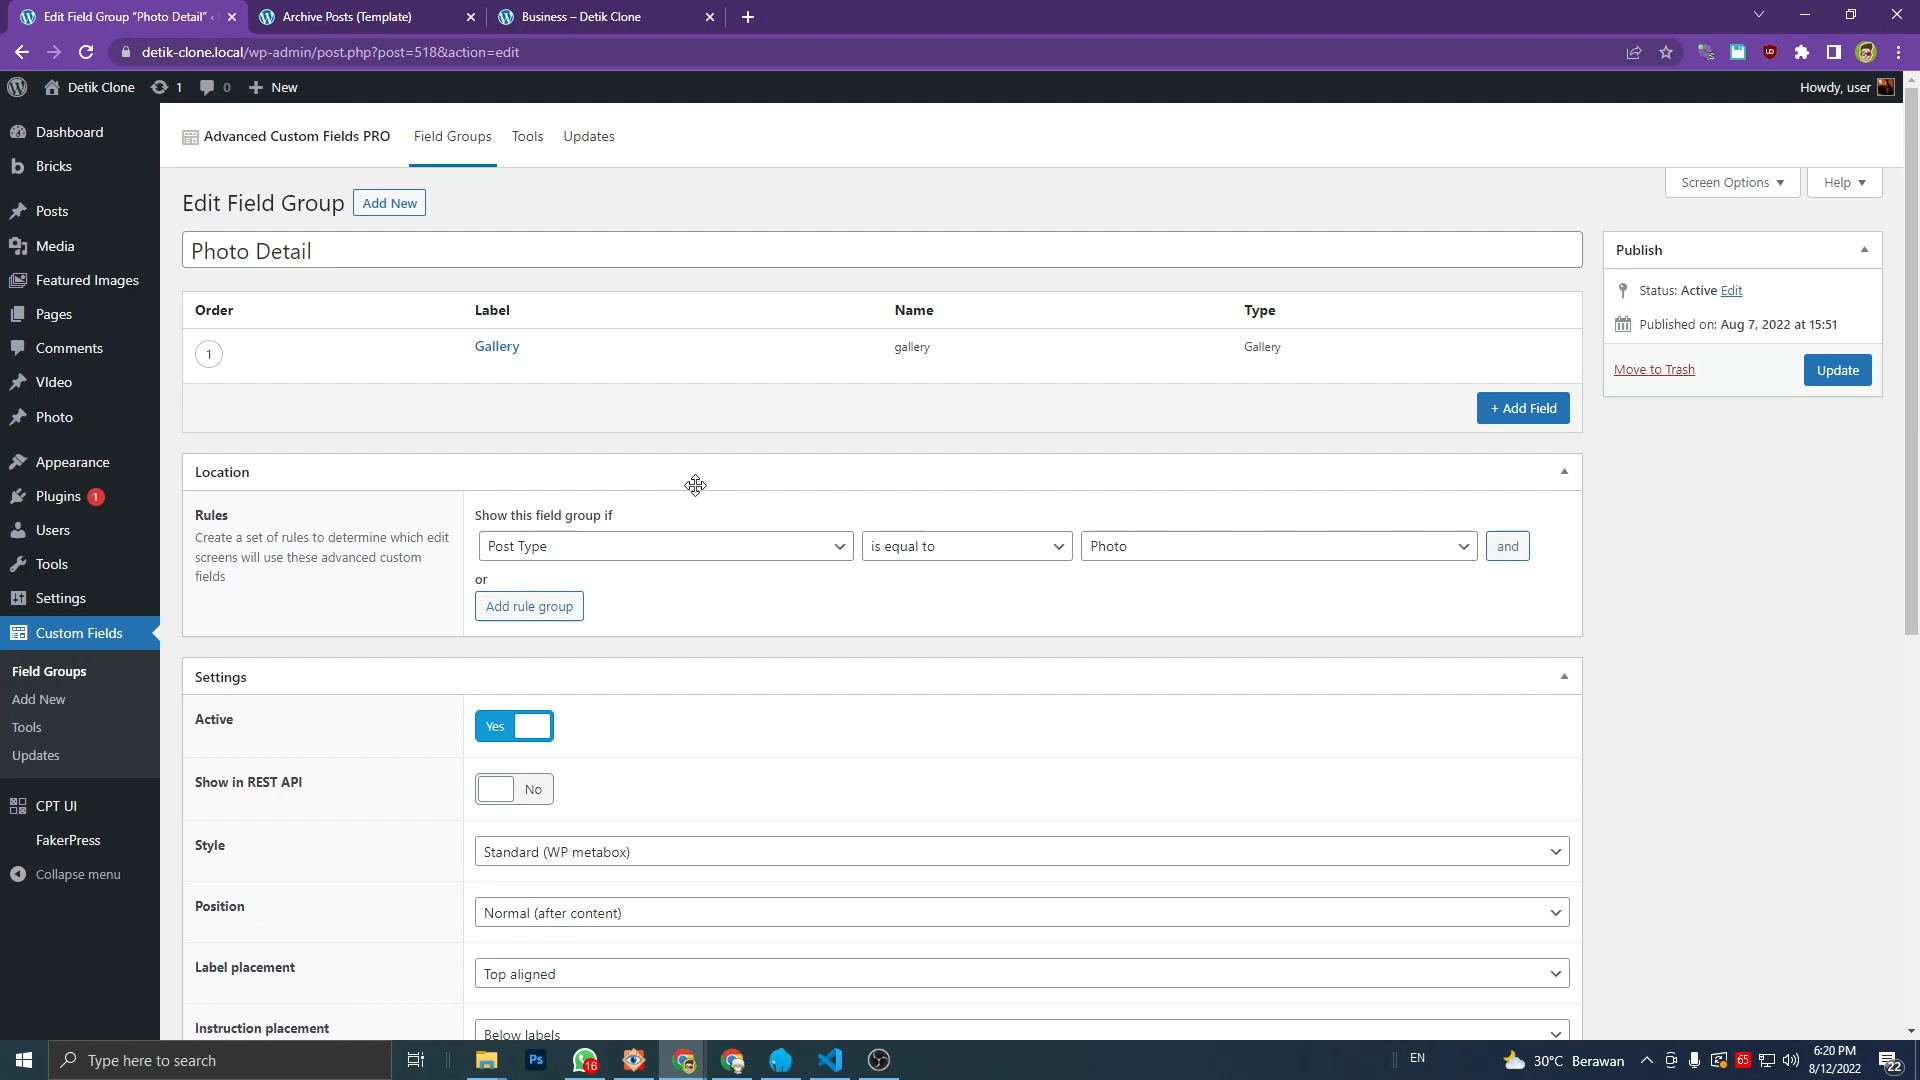 Edit Field Group "Photo Detail" ‹
Archive Posts (Template)
Business – Detik Clone
detik-clone.local/wp-admin/post.php?post=518&action=edit
Detik Clone
1
0
New
Howdy, user
Dashboard
Bricks
Posts
Media
Featured Images
Pages
Comments
VIdeo
Photo
Appearance
Plugins 1
Users
Tools
Settings
Custom Fields
Field Groups
Add New
Tools
Updates
CPT UI
FakerPress
Collapse menu
Advanced Custom Fields PRO
Field Groups
Tools
Updates
Screen Options
Help
Edit Field Group
Add New
Photo Detail
Order Label Name Type
1 Gallery gallery Gallery
+ Add Field
Publish
Status: Active Edit
Published on: Aug 7, 2022 at 15:51
Move to Trash
Update
Location
Rules
Create a set of rules to determine which edit
screens will use these advanced custom
fields
Show this field group if
Post Type
is equal to
Photo
and
or
Add rule group
Settings
Active
Yes
Show in REST API
No
Style
Standard (WP metabox)
Position
Normal (after content)
Label placement
Top aligned
Instruction placement
Below labels
Type here to search
Ps
16
EN
30°C Berawan
65
6:20 PM
8/12/2022
22